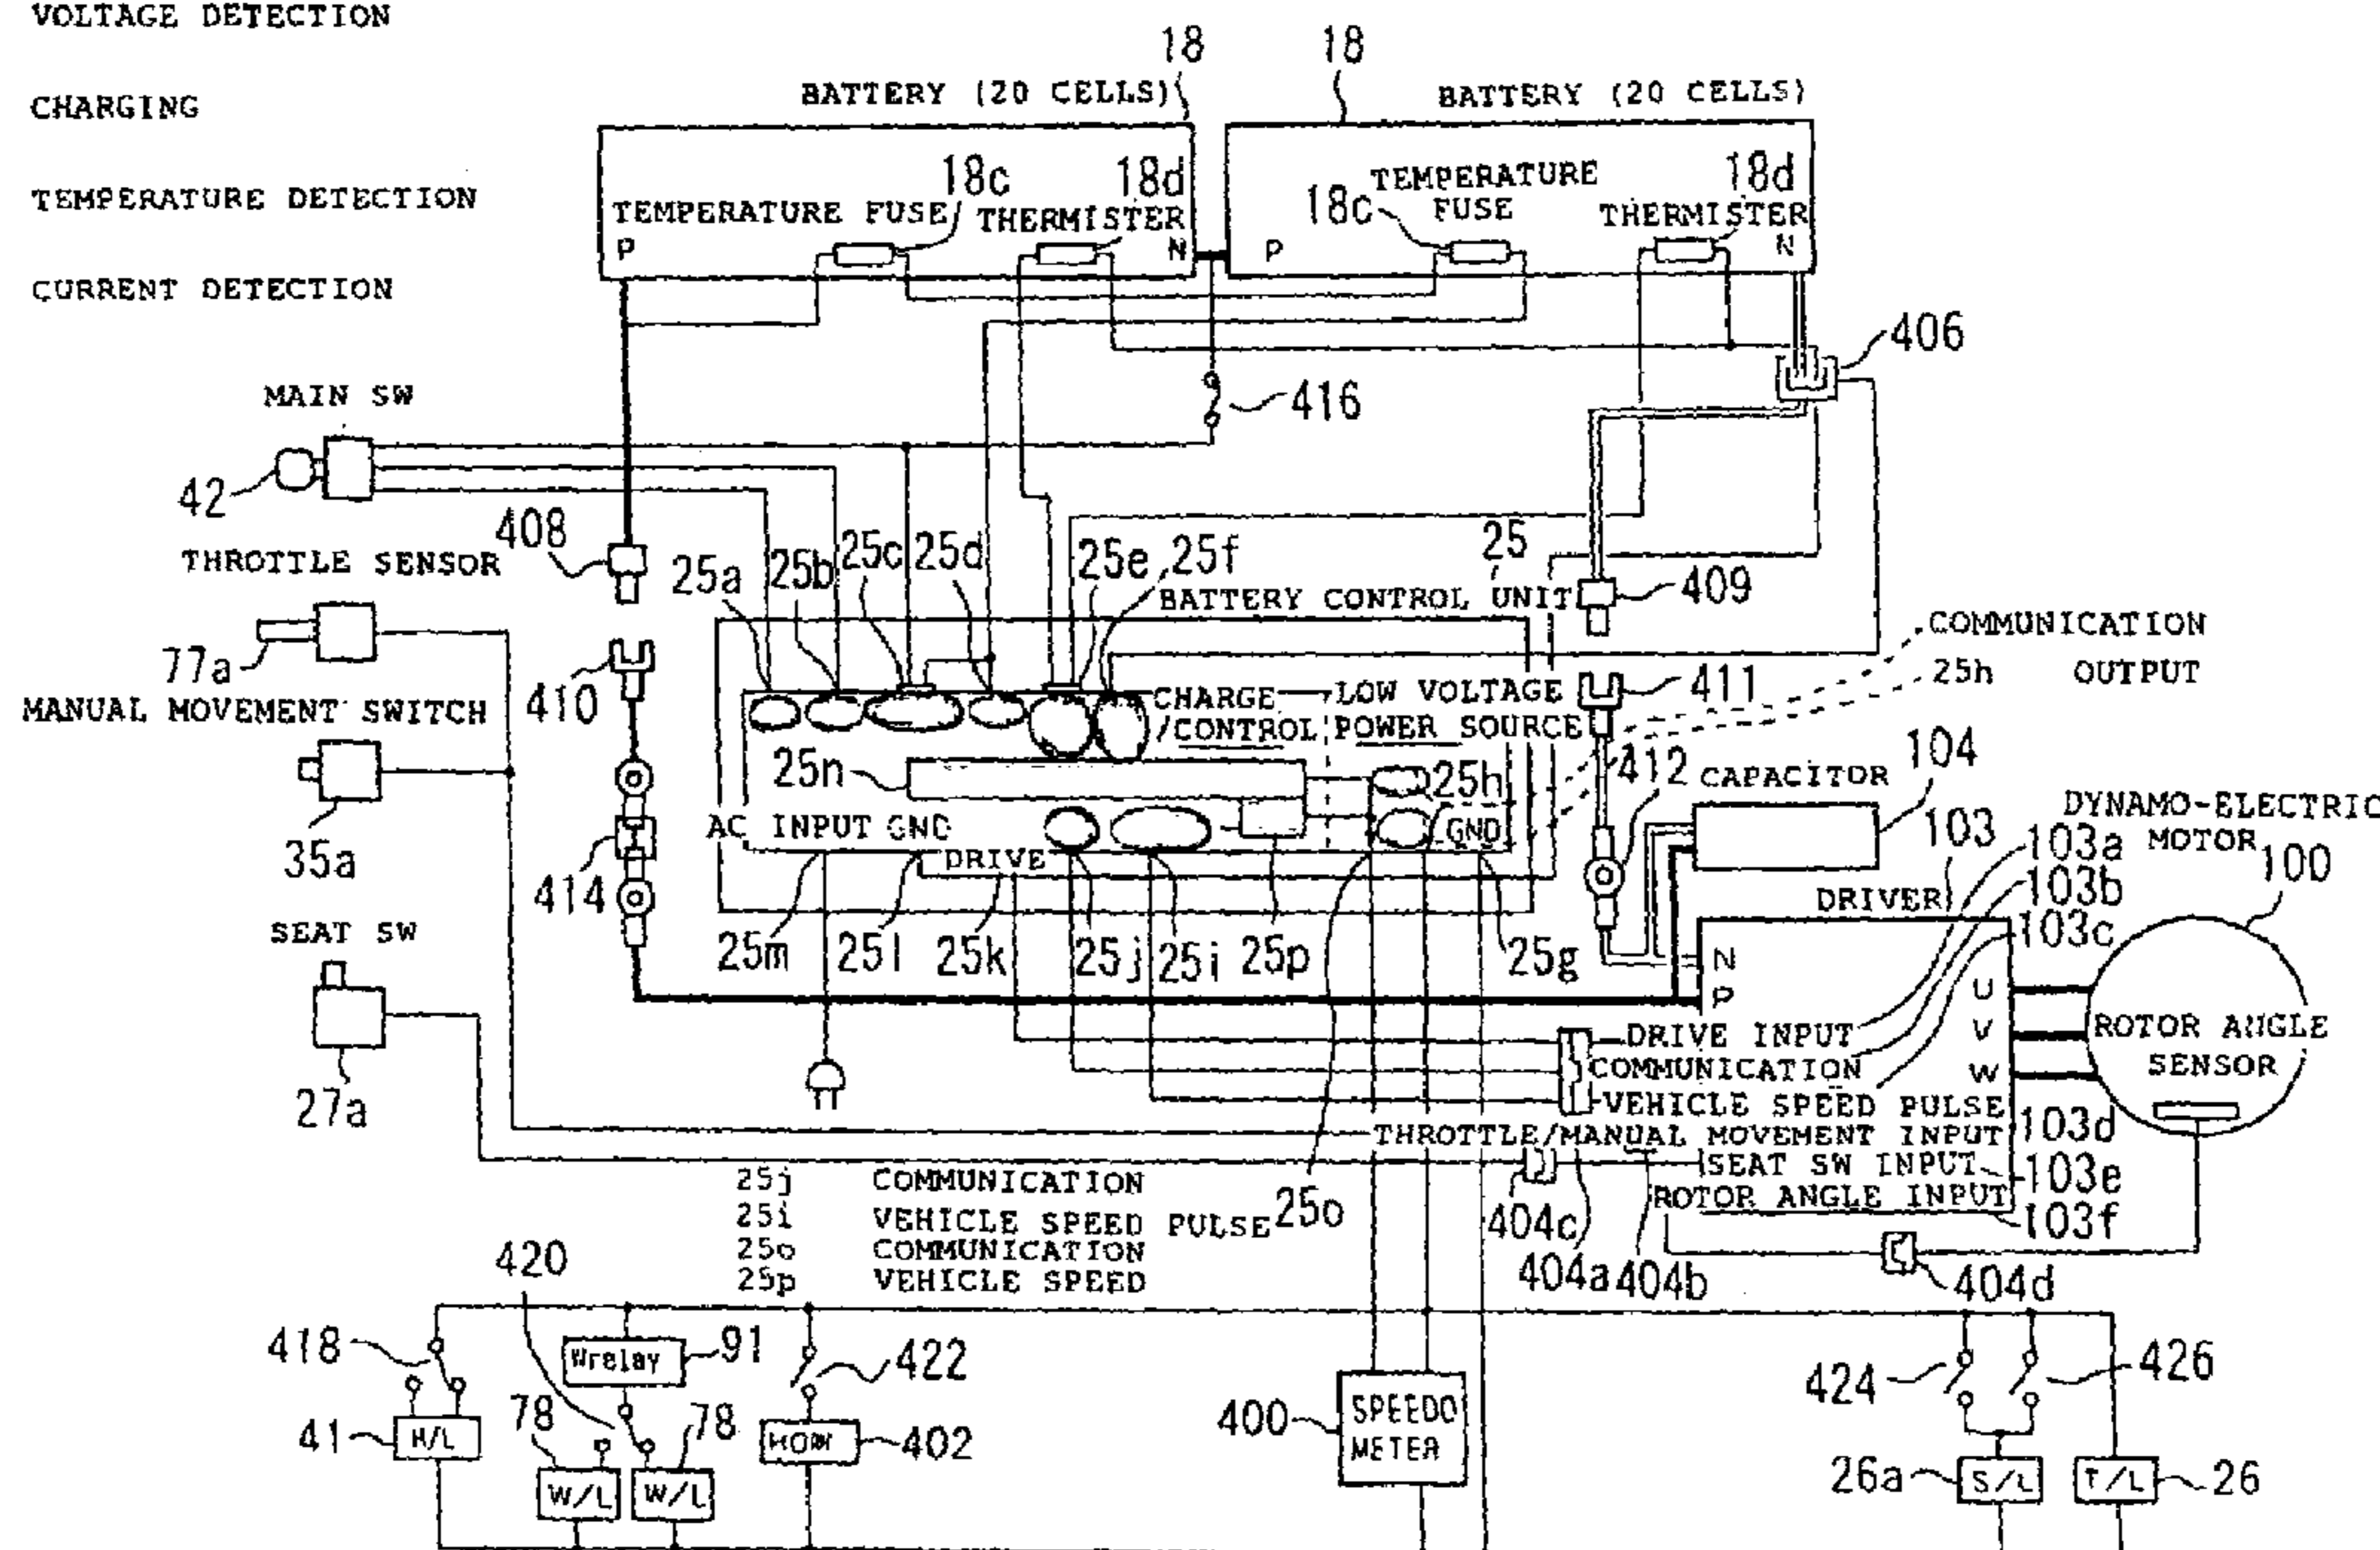 VOLTAGE DETECTION
CHARGING
TEMPERATURE DETECTION
CURRENT DETECTION
18
18
BATTERY (20 CELLS)
BATTERY (20 CELLS)
18c
18d
TEMPERATURE FUSE
THERMISTER
P
N
TEMPERATURE
FUSE
18c
18d
THERMISTER
P
N
406
416
MAIN SW
42
408
THROTTLE SENSOR
77a
MANUAL MOVEMENT SWITCH
35a
SEAT SW
27a
410
414
25a
25b
25c
25d
25e
25f
25
BATTERY CONTROL UNIT
409
COMMUNICATION
25h OUTPUT
411
CHARGE
/CONTROL
LOW VOLTAGE
POWER SOURCE
25n
25h
GND
412
CAPACITOR
104
AC INPUT GND
DRIVE
DYNAMO-ELECTRIC
MOTOR
100
103
DRIVER
103a
103b
103c
25m
25l
25k
25j
25i
25p
25g
N
P
U
V
W
ROTOR ANGLE
SENSOR
DRIVE INPUT
COMMUNICATION
VEHICLE SPEED PULSE
THROTTLE/MANUAL MOVEMENT INPUT
103d
SEAT SW INPUT
103e
ROTOR ANGLE INPUT
103f
25j COMMUNICATION
25i VEHICLE SPEED PULSE
25o COMMUNICATION
25p VEHICLE SPEED
25o
404c
404a
404b
404d
420
418
Wrelay
91
422
424
426
41
H/L
78
78
W/L
W/L
HORN
402
400
SPEEDO
METER
26a
S/L
T/L
26